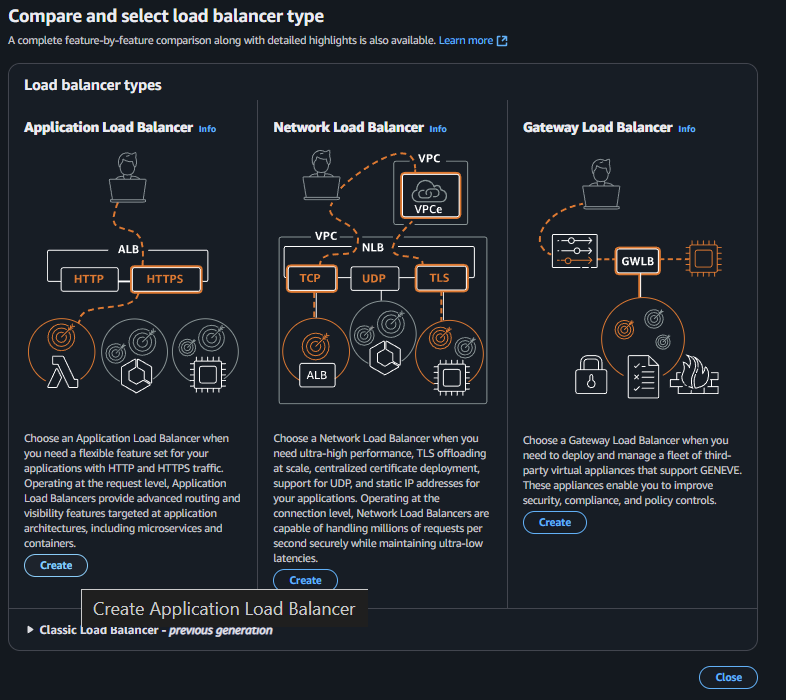 Compare and select load balancer type
A complete feature-by-feature comparison along with detailed highlights is also available. Learn more
Load balancer types
Application Load Balancer Info
ALB
HTTP
HTTPS
Choose an Application Load Balancer when
you need a flexible feature set for your
applications with HTTP and HTTPS traffic.
Operating at the request level, Application
Load Balancers provide advanced routing and
visibility features targeted at application
architectures, including microservices and
containers.
Create
Network Load Balancer Info
VPC
VPCe
VPC
NLB
TCP
UDP
TLS
ALB
Choose a Network Load Balancer when you
need ultra-high performance, TLS offloading
at scale, centralized certificate deployment,
support for UDP, and static IP addresses for
your applications. Operating at the
connection level, Network Load Balancers are
capable of handling millions of requests per
second securely while maintaining ultra-low
latencies.
Create
Gateway Load Balancer Info
GWLB
Choose a Gateway Load Balancer when you
need to deploy and manage a fleet of third-
party virtual appliances that support GENEVE.
These appliances enable you to improve
security, compliance, and policy controls.
Create
Create Application Load Balancer
Classic Load Balancer - previous generation
Close